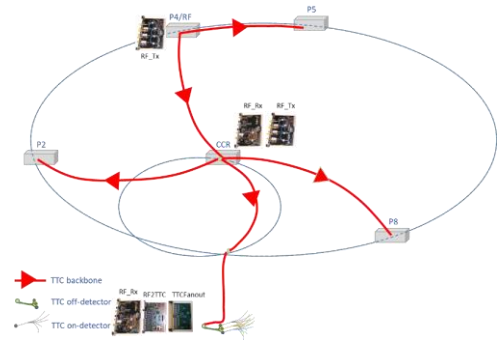 P4/RF
P5
RF_Tx
RF_Rx
RF_Tx
P2
CCR
P8
TTC backbone
RF_Rx
RF2TTC
TTCFanout
TTC off-detector
TTC on-detector